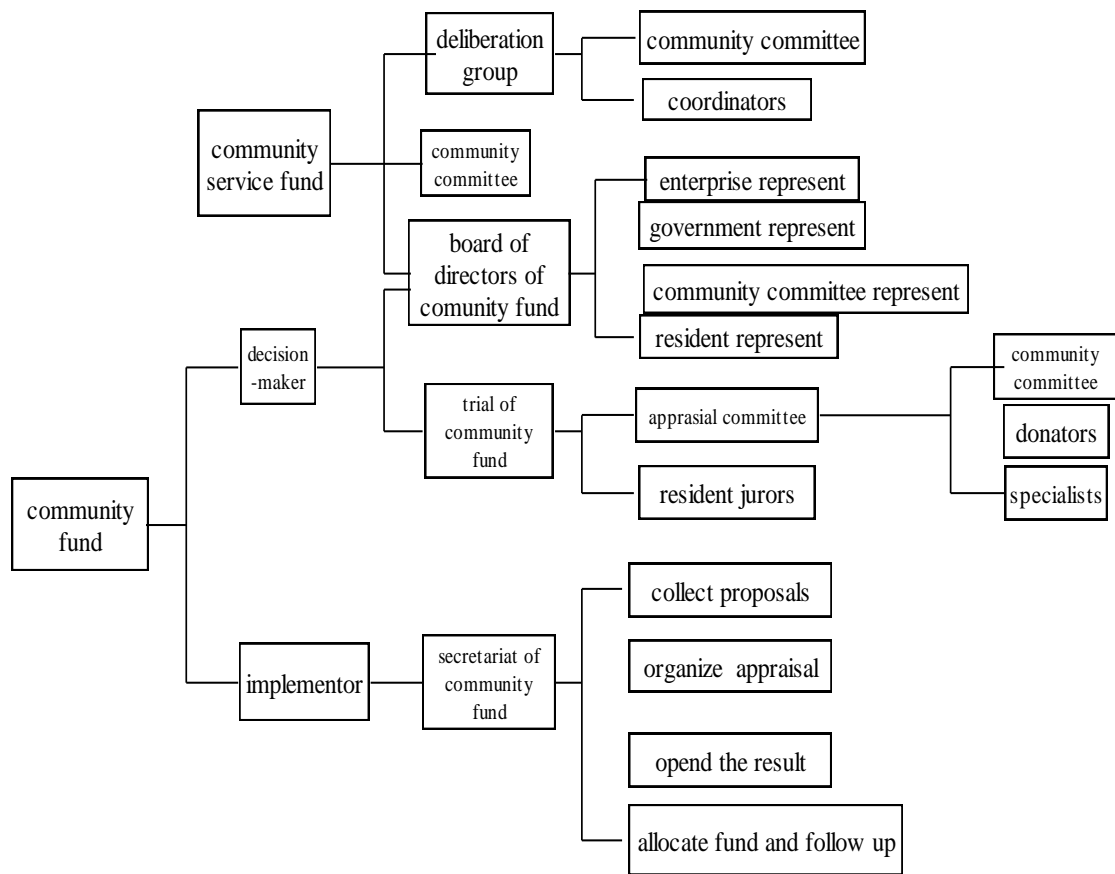 deliberation
group
community committee
coordinators
community
service fund
community
committee
enterprise represent
government represent
board of
directors of
comunity fund
community committee represent
resident represent
decision
-maker
community
committee
trial of
community
fund
apprasial committee
donators
resident jurors
specialists
community
fund
collect proposals
implementor
secretariat of
community
fund
organize appraisal
opend the result
allocate fund and follow up